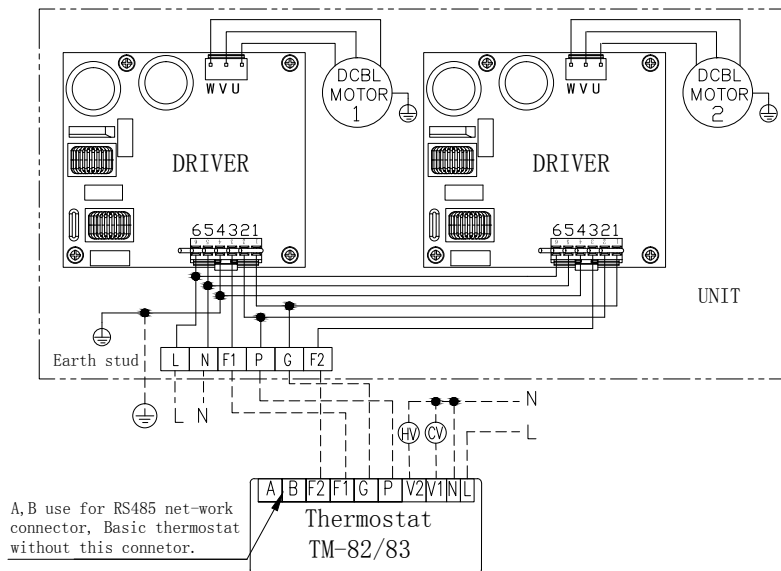 DCBL
MOTOR
1
W V U
DRIVER
654321
DCBL
MOTOR
2
W V U
DRIVER
654321
UNIT
Earth stud
L N F1 P G F2
L N
N
L
HV CV
A B F2 F1 G P V2 V1 N L
Thermostat
TM-82/83
A,B use for RS485 net-work
connector, Basic thermostat
without this connetor.